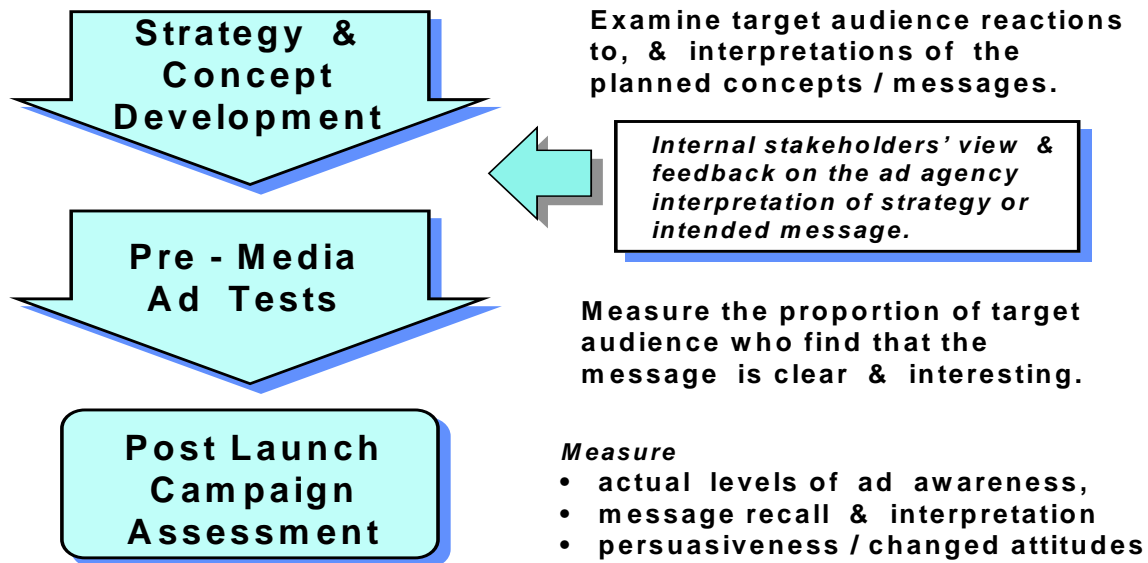 Strategy &
Concept
Development
Examine target audience reactions
to, & interpretations of the
planned concepts / messages.
Internal stakeholders’ view &
feedback on the ad agency
interpretation of strategy or
intended message.
Pre - Media
Ad Tests
Measure the proportion of target
audience who find that the
message is clear & interesting.
Post Launch
Campaign
Assessment
Measure
• actual levels of ad awareness,
• message recall & interpretation
• persuasiveness / changed attitudes